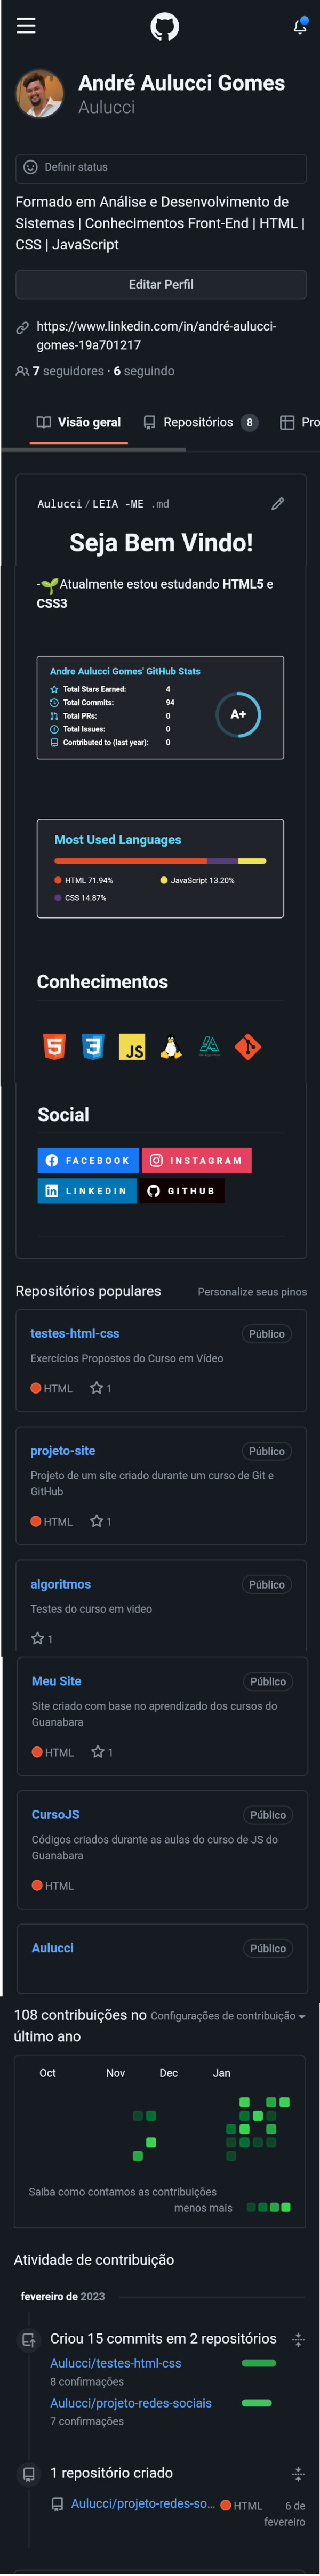 André Aulucci Gomes
Aulucci
Definir status
Formado em Análise e Desenvolvimento de
Sistemas | Conhecimentos Front-End | HTML |
CSS | JavaScript
Editar Perfil
https://www.linkedin.com/in/andré-aulucci-
gomes-19a701217
7 seguidores · 6 seguindo
Visão geral Repositórios 8 Pro
Aulucci/LEIA -ME .md
Seja Bem Vindo!
-🌱Atualmente estou estudando HTML5 e
CSS3
Andre Aulucci Gomes' GitHub Stats
Total Stars Earned: 4
Total Commits: 94
Total PRs: 0
Total Issues: 0
Contributed to (last year): 0
A+
Most Used Languages
HTML 71.94% JavaScript 13.20%
CSS 14.87%
Conhecimentos
5 3 JS
Social
FACEBOOK INSTAGRAM
LINKEDIN GITHUB
Repositórios populares Personalize seus pinos
testes-html-css Público
Exercícios Propostos do Curso em Vídeo
HTML 1
projeto-site Público
Projeto de um site criado durante um curso de Git e
GitHub
HTML 1
algoritmos Público
Testes do curso em video
1
Meu Site Público
Site criado com base no aprendizado dos cursos do
Guanabara
HTML 1
CursoJS Público
Códigos criados durante as aulas do curso de JS do
Guanabara
HTML
Aulucci Público
108 contribuições no Configurações de contribuição
último ano
Oct Nov Dec Jan
Saiba como contamos as contribuições
menos mais
Atividade de contribuição
fevereiro de 2023
Criou 15 commits em 2 repositórios
Aulucci/testes-html-css
8 confirmações
Aulucci/projeto-redes-sociais
7 confirmações
1 repositório criado
Aulucci/projeto-redes-so... HTML 6 de
fevereiro